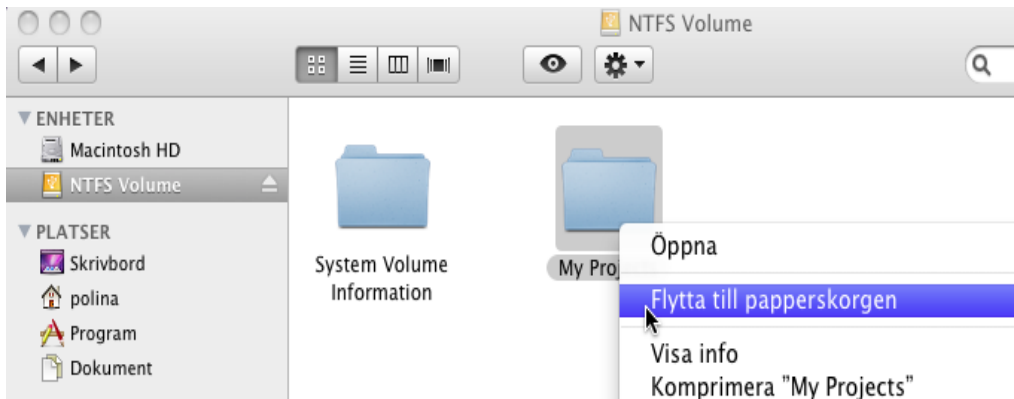 NTFS Volume
ENHETER
Macintosh HD
NTFS Volume
PLATSER
Skrivbord
polina
Program
Dokument
System Volume
Information
My Proj
Öppna
Flytta till papperskorgen
Visa info
Komprimera ”My Projects”